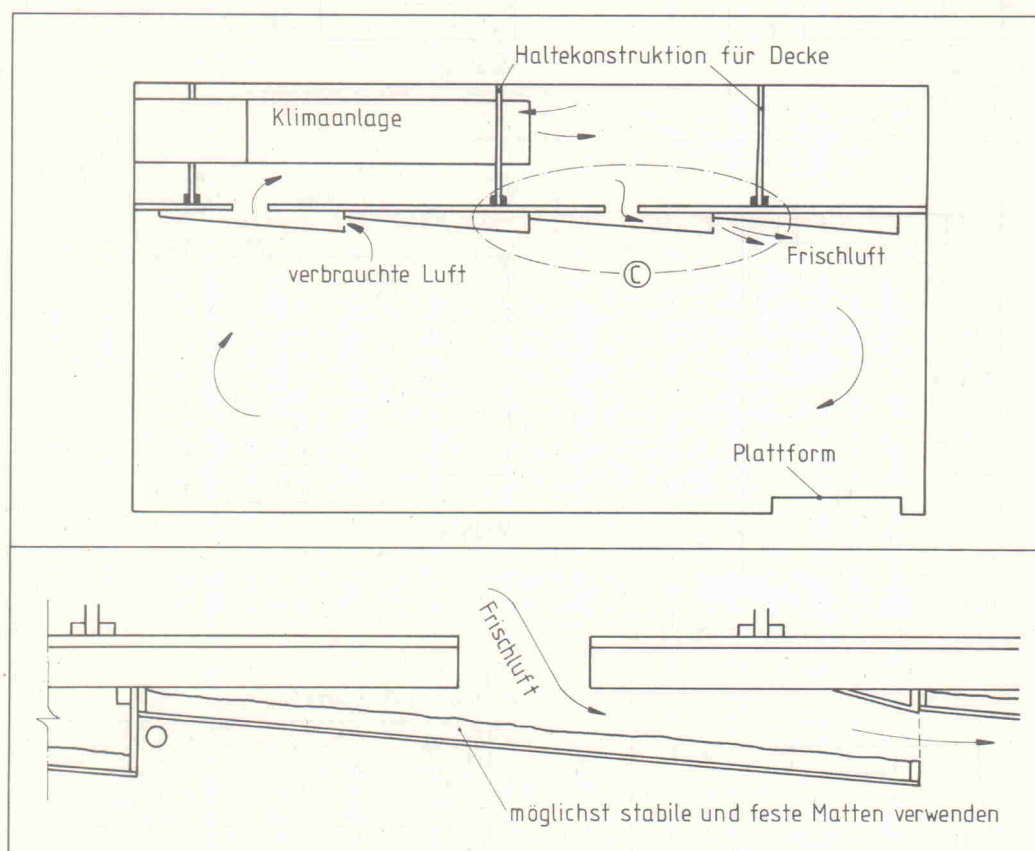 Haltekonstruktion für Decke
Klimaanlage
verbrauchte Luft
Frischluft
C
Plattform
Frischluft
möglichst stabile und feste Matten verwenden